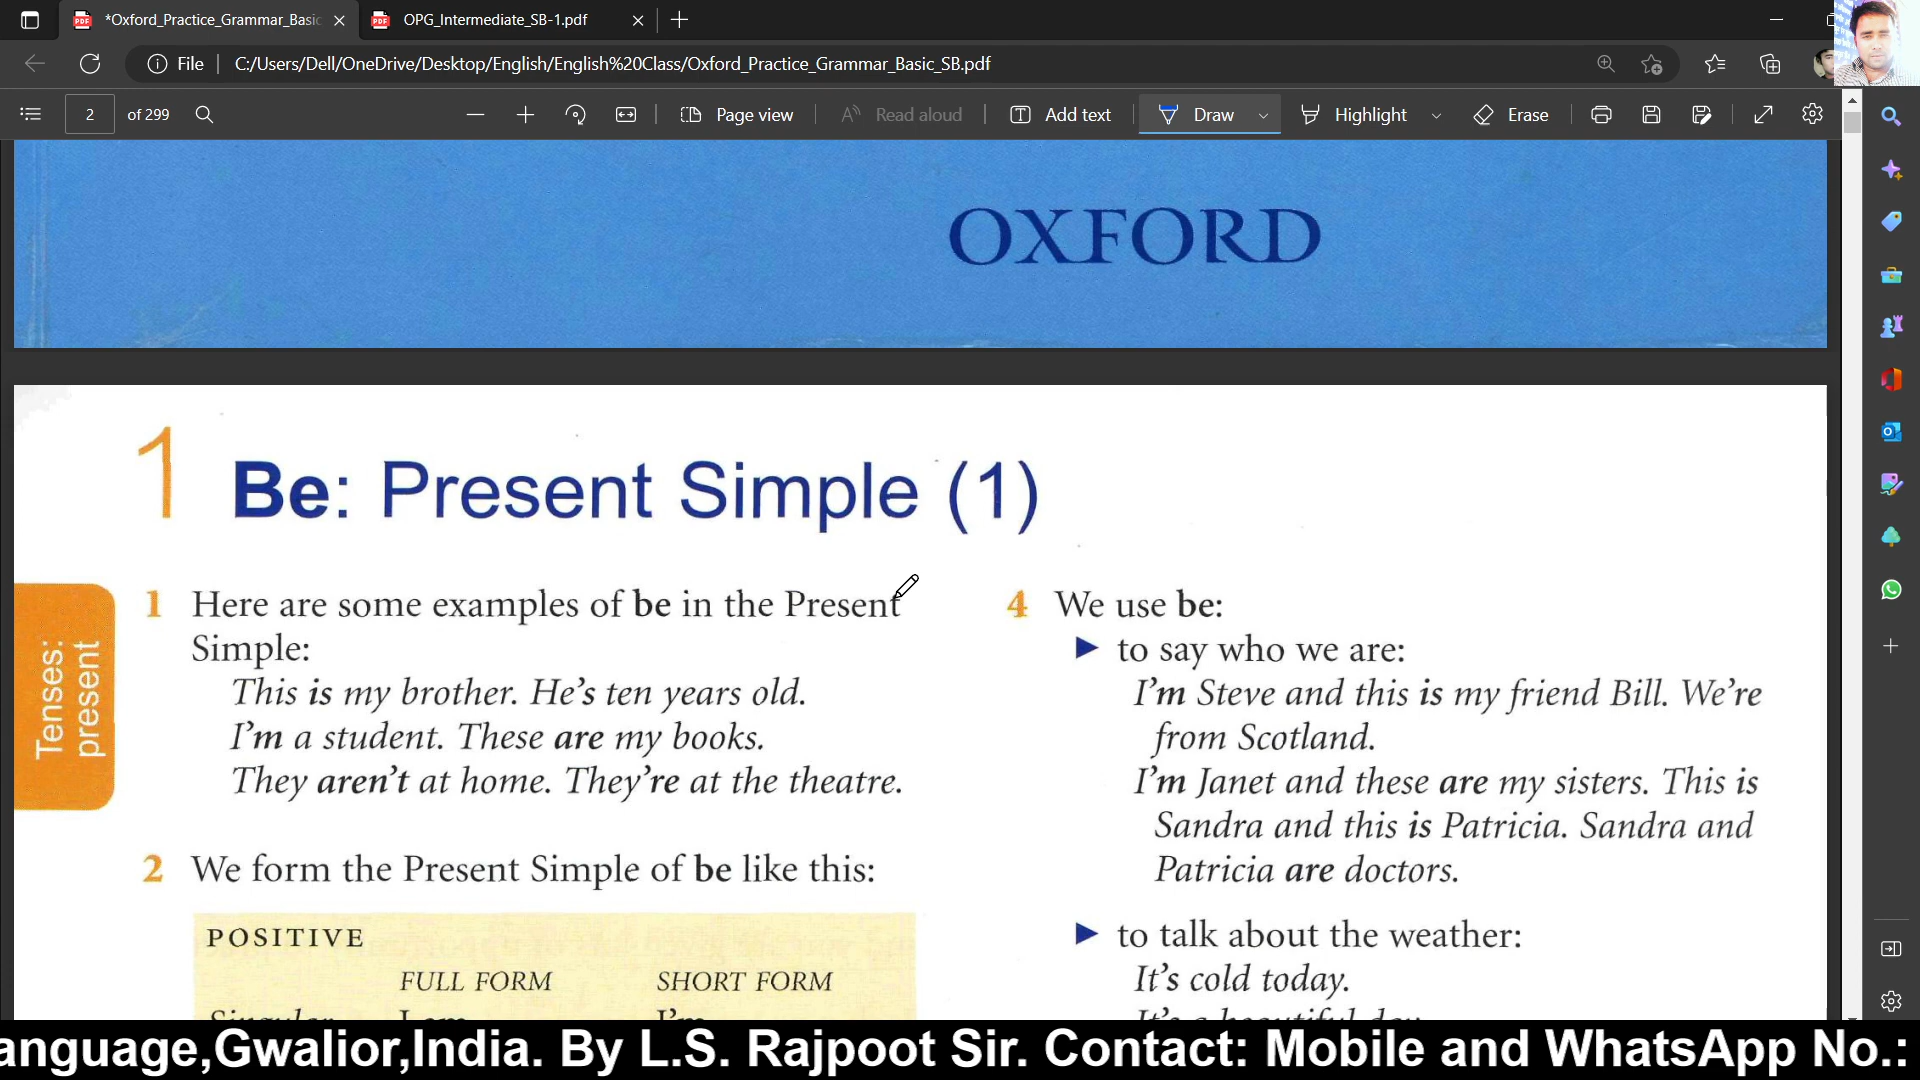 *Oxford_Practice_Grammar_Basic
OPG_Intermediate_SB-1.pdf
File
C:/Users/Dell/OneDrive/Desktop/English/English%20Class/Oxford_Practice_Grammar_Basic_SB.pdf
2 of 299
Page view
Read aloud
Add text
Draw
Highlight
Erase
OXFORD
1 Be: Present Simple (1)
Tenses:
present
1 Here are some examples of be in the Present
Simple:
This is my brother. He's ten years old.
I'm a student. These are my books.
They aren't at home. They're at the theatre.
2 We form the Present Simple of be like this:
POSITIVE
FULL FORM SHORT FORM
Singular I am I'm
4 We use be:
▶ to say who we are:
I'm Steve and this is my friend Bill. We're
from Scotland.
I'm Janet and these are my sisters. This is
Sandra and this is Patricia. Sandra and
Patricia are doctors.
▶ to talk about the weather:
It's cold today.
It's a beautiful day.
anguage,Gwalior,India. By L.S. Rajpoot Sir. Contact: Mobile and WhatsApp No.: